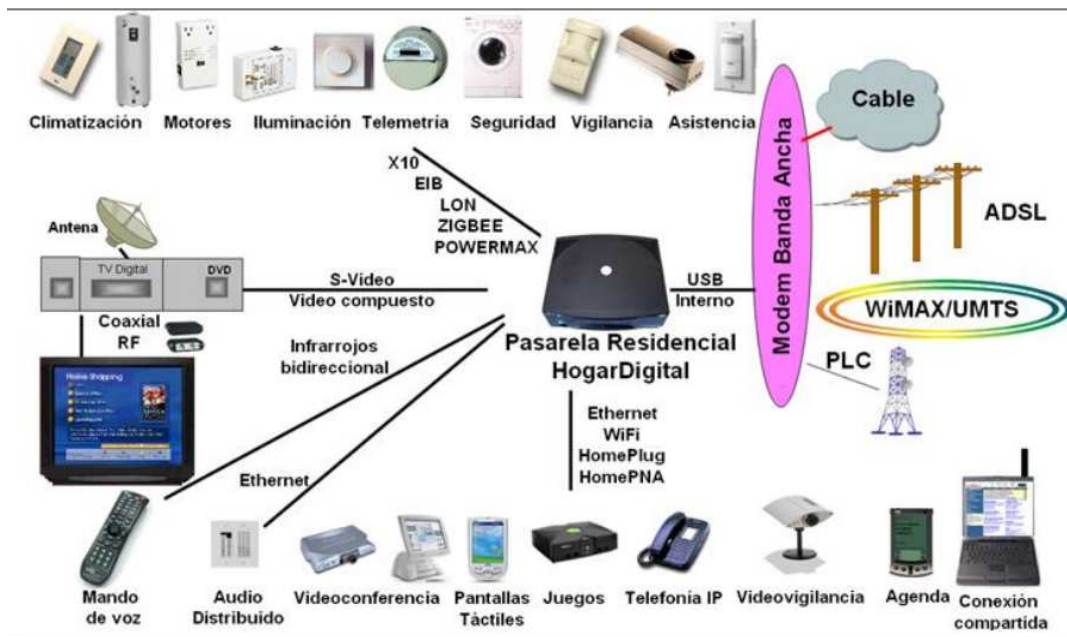 Climatización
Motores
Iluminación
Telemetría
Seguridad
Vigilancia
Asistencia
X10
EIB
LON
ZIGBEE
POWERMAX
Antena
TV Digital
DVD
S-Video
Video compuesto
Coaxial
RF
Infrarrojos
bidireccional
Ethernet
Pasarela Residencial
HogarDigital
USB
Interno
Modem Banda Ancha
Cable
ADSL
WiMAX/UMTS
PLC
Ethernet
WiFi
HomePlug
HomePNA
Home Shopping
Mando
de voz
Audio
Distribuido
Videoconferencia
Pantallas
Táctiles
Juegos
Telefonía IP
Videovigilancia
Agenda
Conexión
compartida